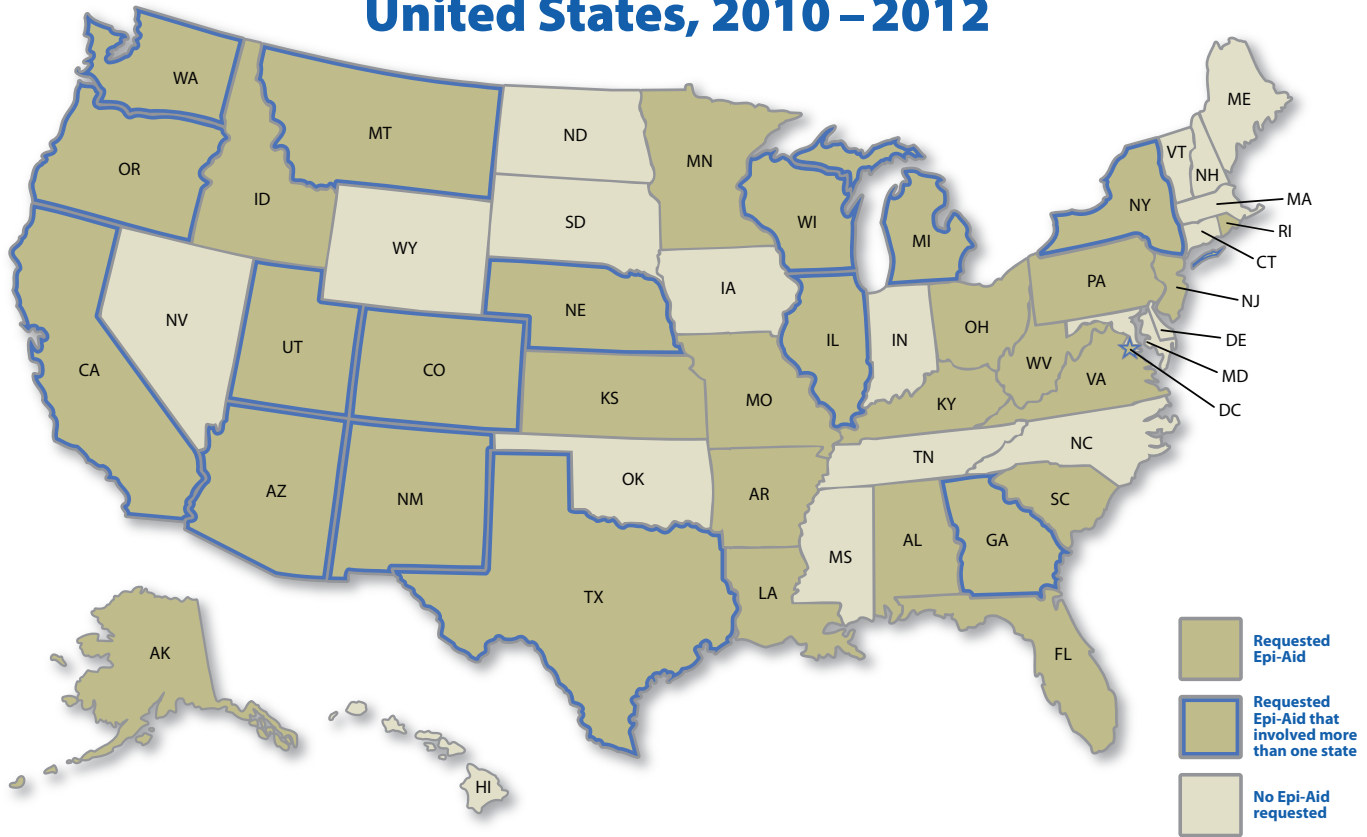 United States, 2010 – 2012
WA
MT
ND
MN
ME
VT
NH
OR
ID
SD
WI
MI
NY
MA
RI
WY
CT
IA
PA
NJ
NV
NE
UT
IL
IN
OH
DE
CA
CO
WV
VA
MD
DC
KS
MO
KY
TN
NC
AZ
NM
OK
AR
SC
MS
AL
GA
TX
LA
AK
FL
HI
Requested
Epi-Aid
Requested
Epi-Aid that
involved more
than one state
No Epi-Aid
requested